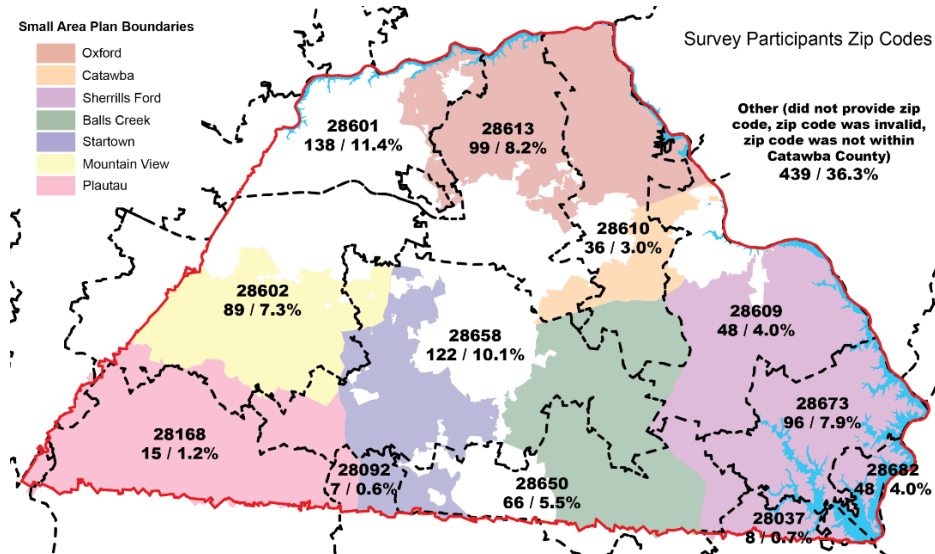 Small Area Plan Boundaries
Oxford
Catawba
Sherrills Ford
Balls Creek
Startown
Mountain View
Plautau
Survey Participants Zip Codes
Other (did not provide zip
code, zip code was invalid,
zip code was not within
Catawba County)
439 / 36.3%
28601
138 / 11.4%
28613
99 / 8.2%
28610
36 / 3.0%
28602
89 / 7.3%
28609
48 / 4.0%
28658
122 / 10.1%
28673
96 / 7.9%
28168
15 / 1.2%
28092
7 / 0.6%
28650
66 / 5.5%
28682
48 / 4.0%
28037
8 / 0.7%